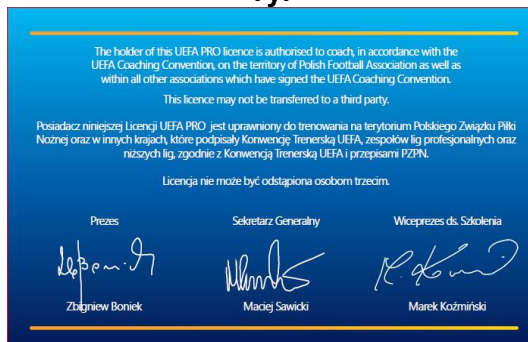 The holder of this UEFA PRO licence is authorised to coach, in accordance with the
UEFA Coaching Convention, on the territory of Polish Football Association as well as
within all other associations which have signed the UEFA Coaching Convention.
This licence may not be transferred to a third party.
Posiadacz niniejszej Licencji UEFA PRO jest uprawniony do trenowania na terytorium Polskiego Związku Piłki
Nożnej oraz w innych krajach, które podpisały Konwencję Trenerską UEFA, zespołów lig profesjonalnych oraz
niższych lig, zgodnie z Konwencją Trenerską UEFA i przepisami PZPN.
Licencja nie może być odstąpiona osobom trzecim.
Prezes Sekretarz Generalny Wiceprezes ds. Szkolenia
Zbigniew Boniek Maciej Sawicki Marek Koźmiński